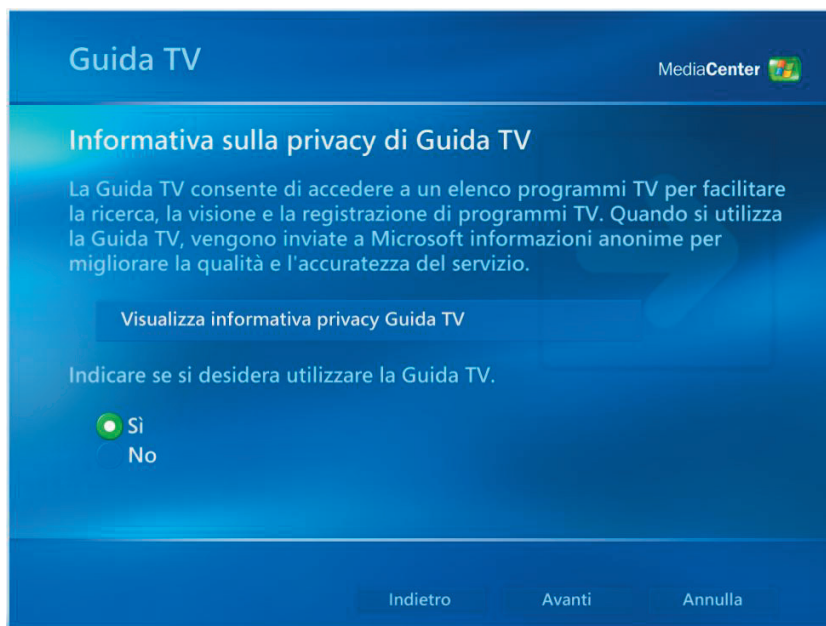 Guida TV
MediaCenter
Informativa sulla privacy di Guida TV
La Guida TV consente di accedere a un elenco programmi TV per facilitare
la ricerca, la visione e la registrazione di programmi TV. Quando si utilizza
la Guida TV, vengono inviate a Microsoft informazioni anonime per
migliorare la qualità e l'accuratezza del servizio.
Visualizza informativa privacy Guida TV
Indicare se si desidera utilizzare la Guida TV.
Sì
No
Indietro Avanti Annulla